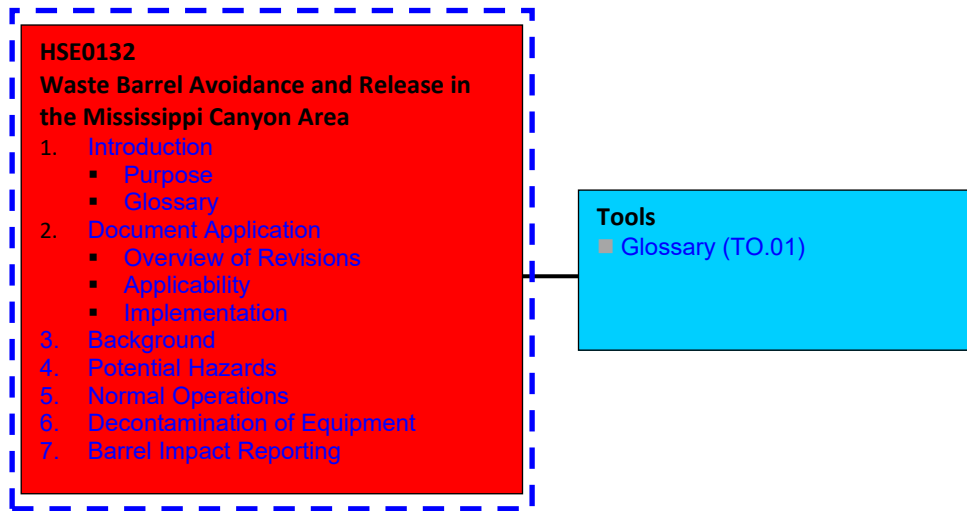 HSE0132
Waste Barrel Avoidance and Release in
the Mississippi Canyon Area
1. Introduction
▪ Purpose
▪ Glossary
2. Document Application
▪ Overview of Revisions
▪ Applicability
▪ Implementation
3. Background
4. Potential Hazards
5. Normal Operations
6. Decontamination of Equipment
7. Barrel Impact Reporting
Tools
■ Glossary (TO.01)